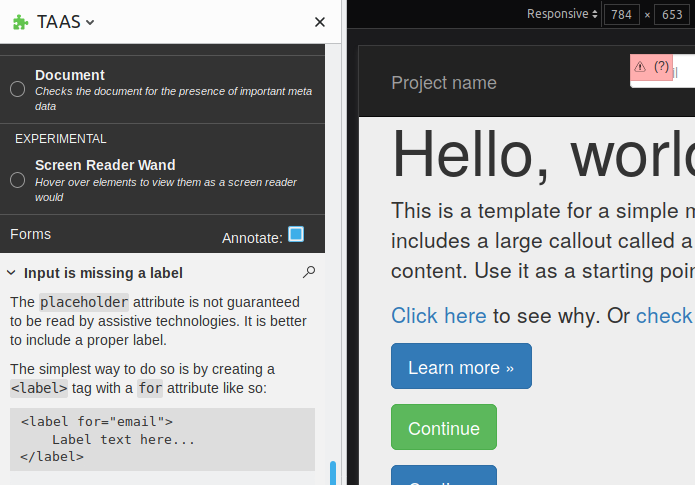 TAAS
Document
Checks the document for the presence of important meta
data
EXPERIMENTAL
Screen Reader Wand
Hover over elements to view them as a screen reader
would
Forms
Annotate:
Input is missing a label
The placeholder attribute is not guaranteed
to be read by assistive technologies. It is better
to include a proper label.
The simplest way to do so is by creating a
<label> tag with a for attribute like so:
<label for="email">
Label text here...
</label>
Responsive
784 × 653
Project name
(?)
Hello, worl
This is a template for a simple
includes a large callout called a
content. Use it as a starting poi
Click here to see why. Or check
Learn more »
Continue